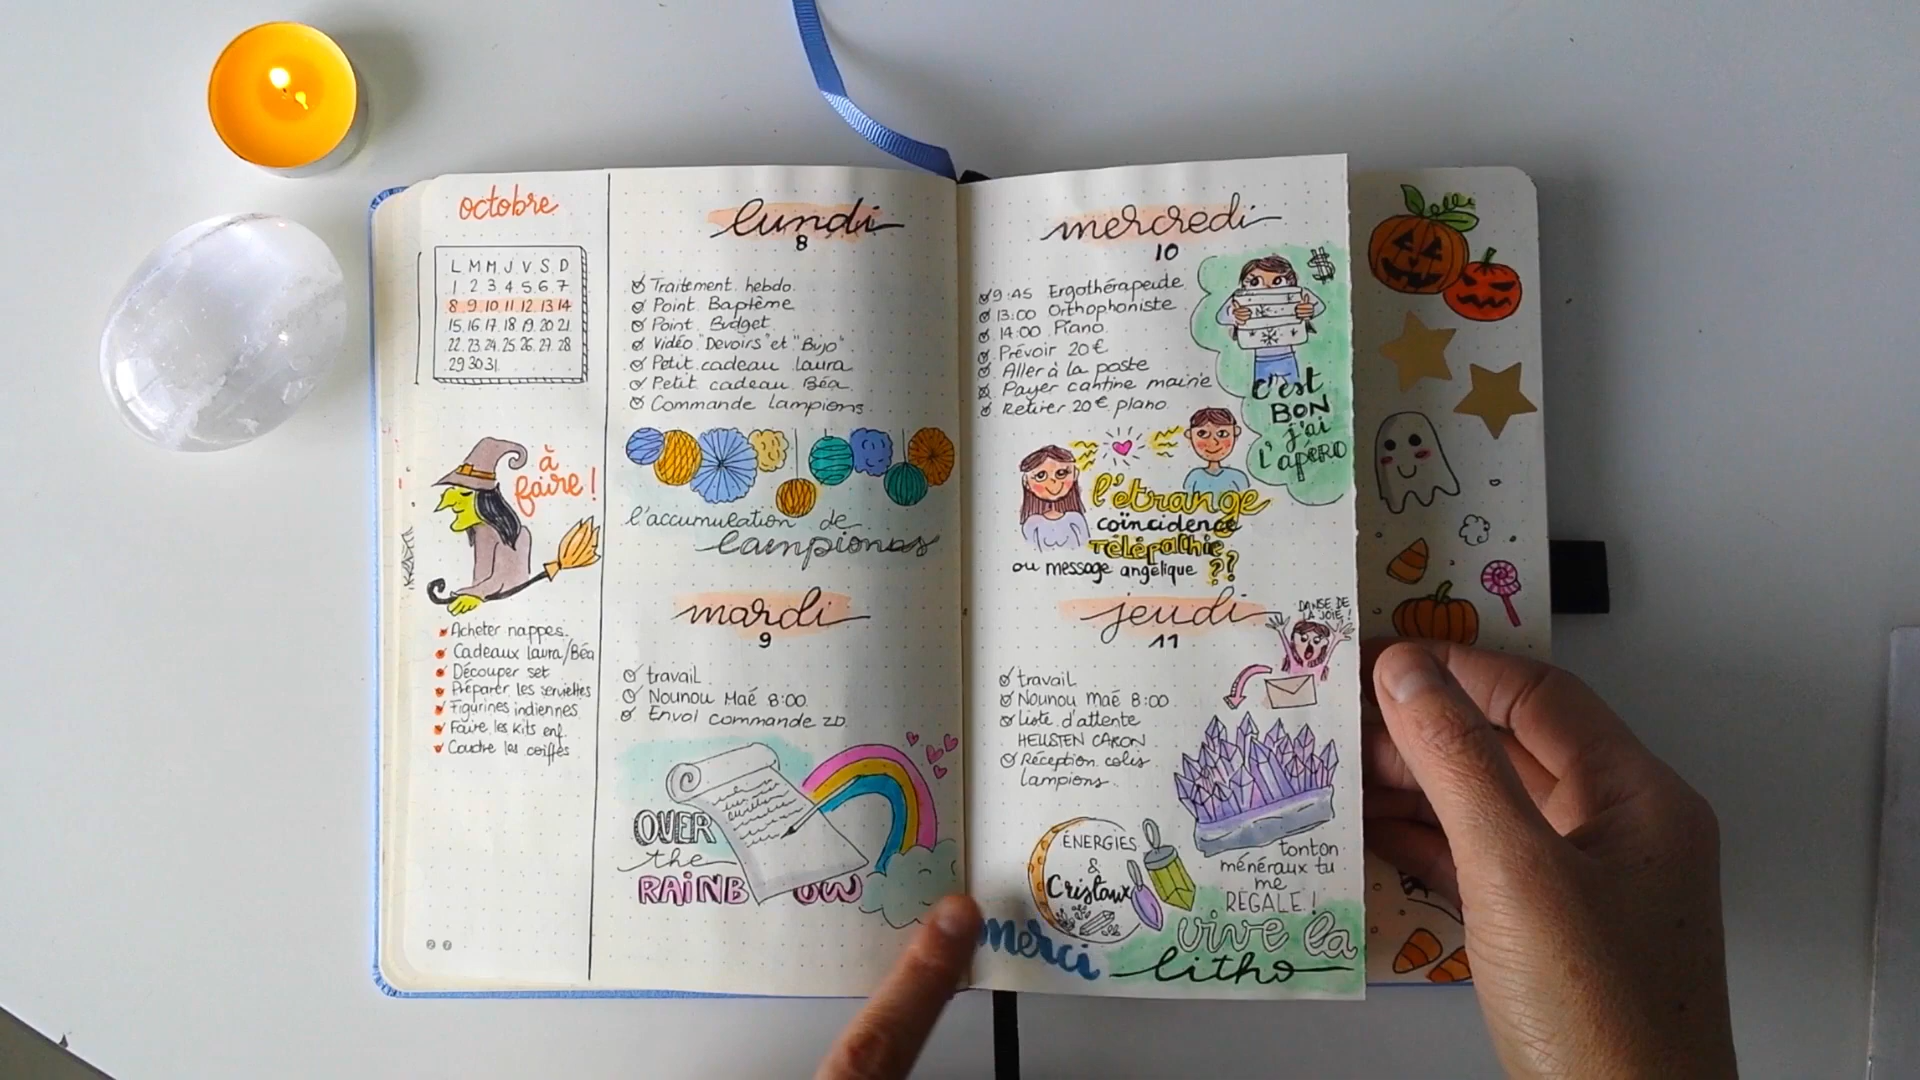 octobre
L M M J V S D
1 2 3 4 5 6 7
8 9 10 11 12 13 14
15 16 17 18 19 20 21
22 23 24 25 26 27 28
29 30 31
à
faire !
Acheter nappes
Cadeaux Laura/Béa
Découper set
Préparer les serviettes
Figurines indiennes
Faire les kits enf
Coudre les coiffes
27
lundi
8
Traitement hebdo
Point Baptême
Point Budget
Vidéo "Devoirs" et "Bujo"
Petit cadeau Laura
Petit cadeau Béa
Commande Lampions
l'accumulation de
lampions
mardi
9
travail
Nounou Maé 8:00
Envoi commande ZD
OVER
the
RAINBOW
mercredi
10
9:45 Ergothérapeute
13:00 Orthophoniste
14:00 Piano
Prévoir 20€
Aller à la poste
Payer cantine mairie
Retirer 20€ piano
$
c'est
BON
j'ai
l'apéro
l'étrange
coïncidence
Télépathie
ou message angélique ??
jeudi
11
DANSE DE
LA JOIE !
travail
Nounou Maé 8:00
Liste d'attente
HELLSTEN CARON
Réception colis
Lampions
ÉNERGIES
&
Cristaux
tonton
ménéraux tu
me
RÉGALE !
merci
vive la
litho